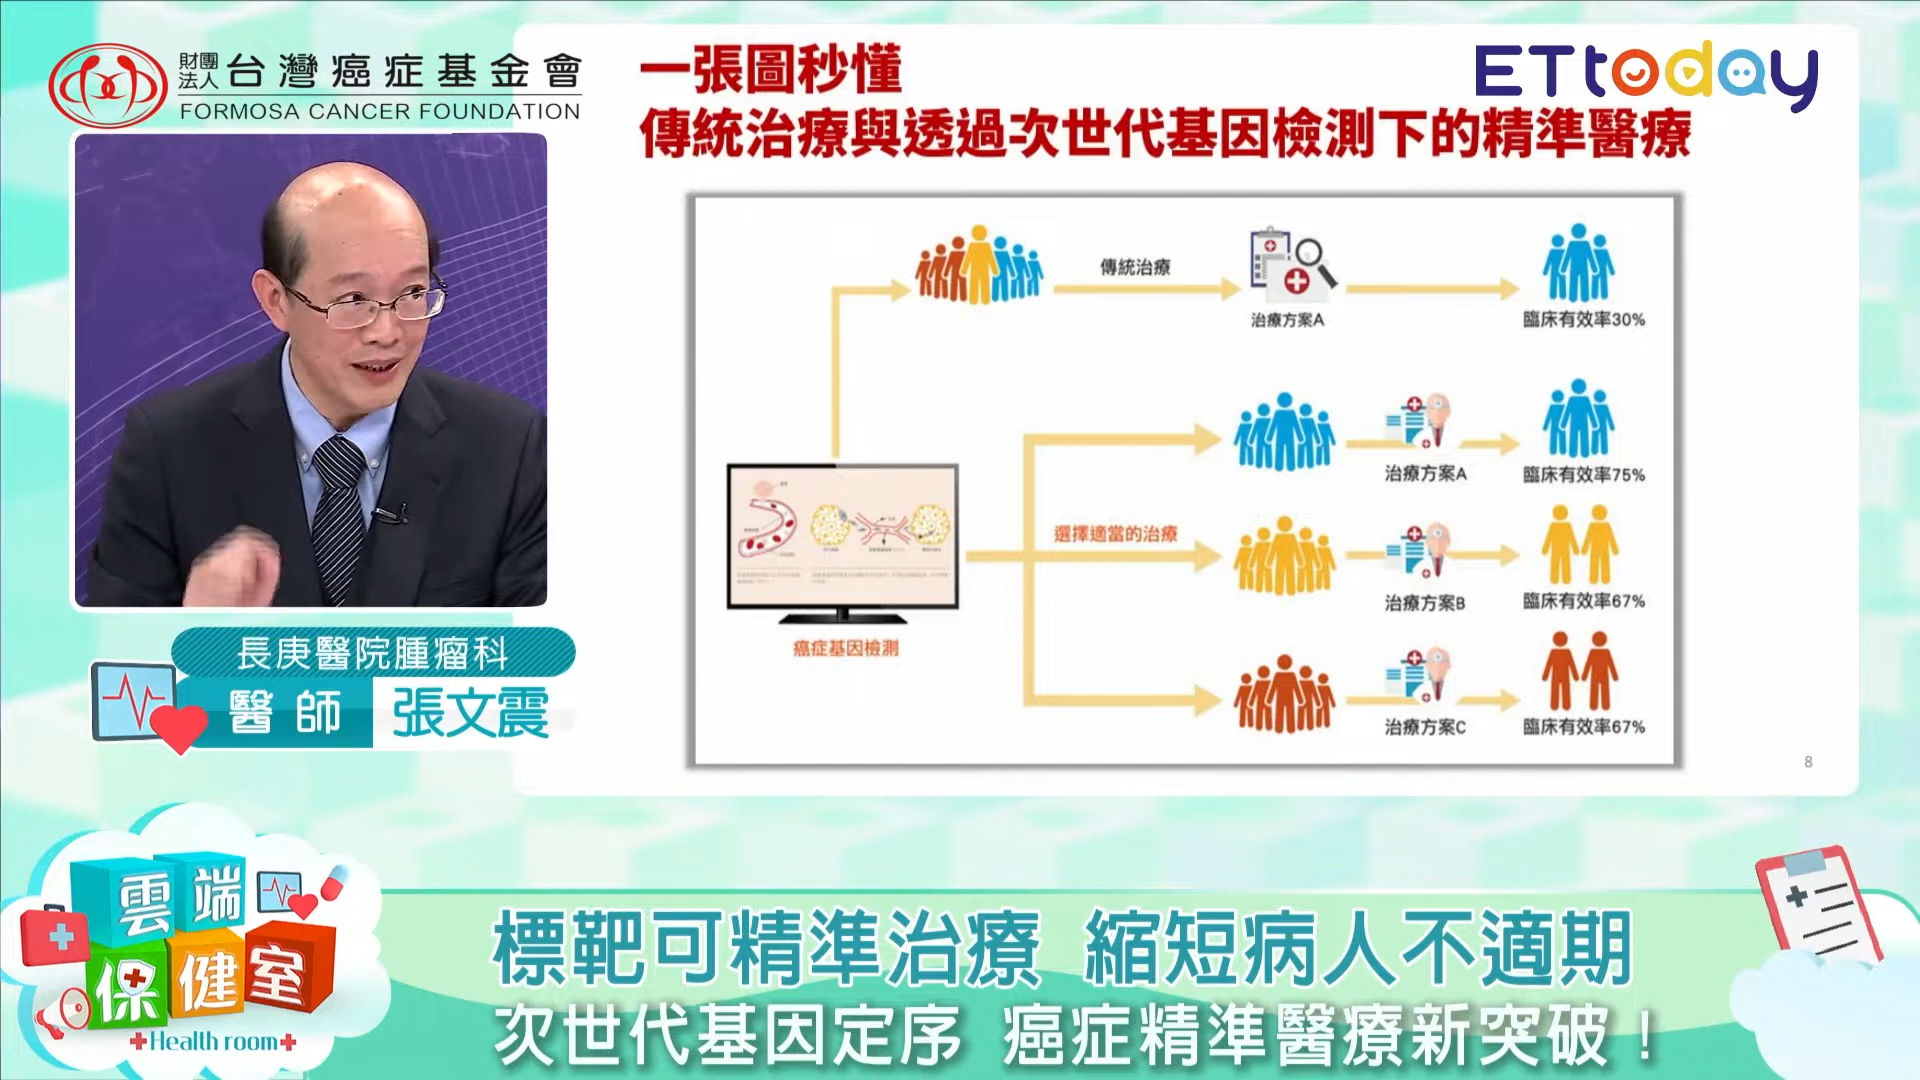 財團法人 台灣癌症基金會
FORMOSA CANCER FOUNDATION
一張圖秒懂
傳統治療與透過次世代基因檢測下的精準醫療
ETtoday
傳統治療
治療方案A
臨床有效率30%
治療方案A
臨床有效率75%
選擇適當的治療
治療方案B
臨床有效率67%
癌症基因檢測
治療方案C
臨床有效率67%
8
長庚醫院腫瘤科
醫師 張文震
雲端
保健室
Health room
標靶可精準治療 縮短病人不適期
次世代基因定序 癌症精準醫療新突破！